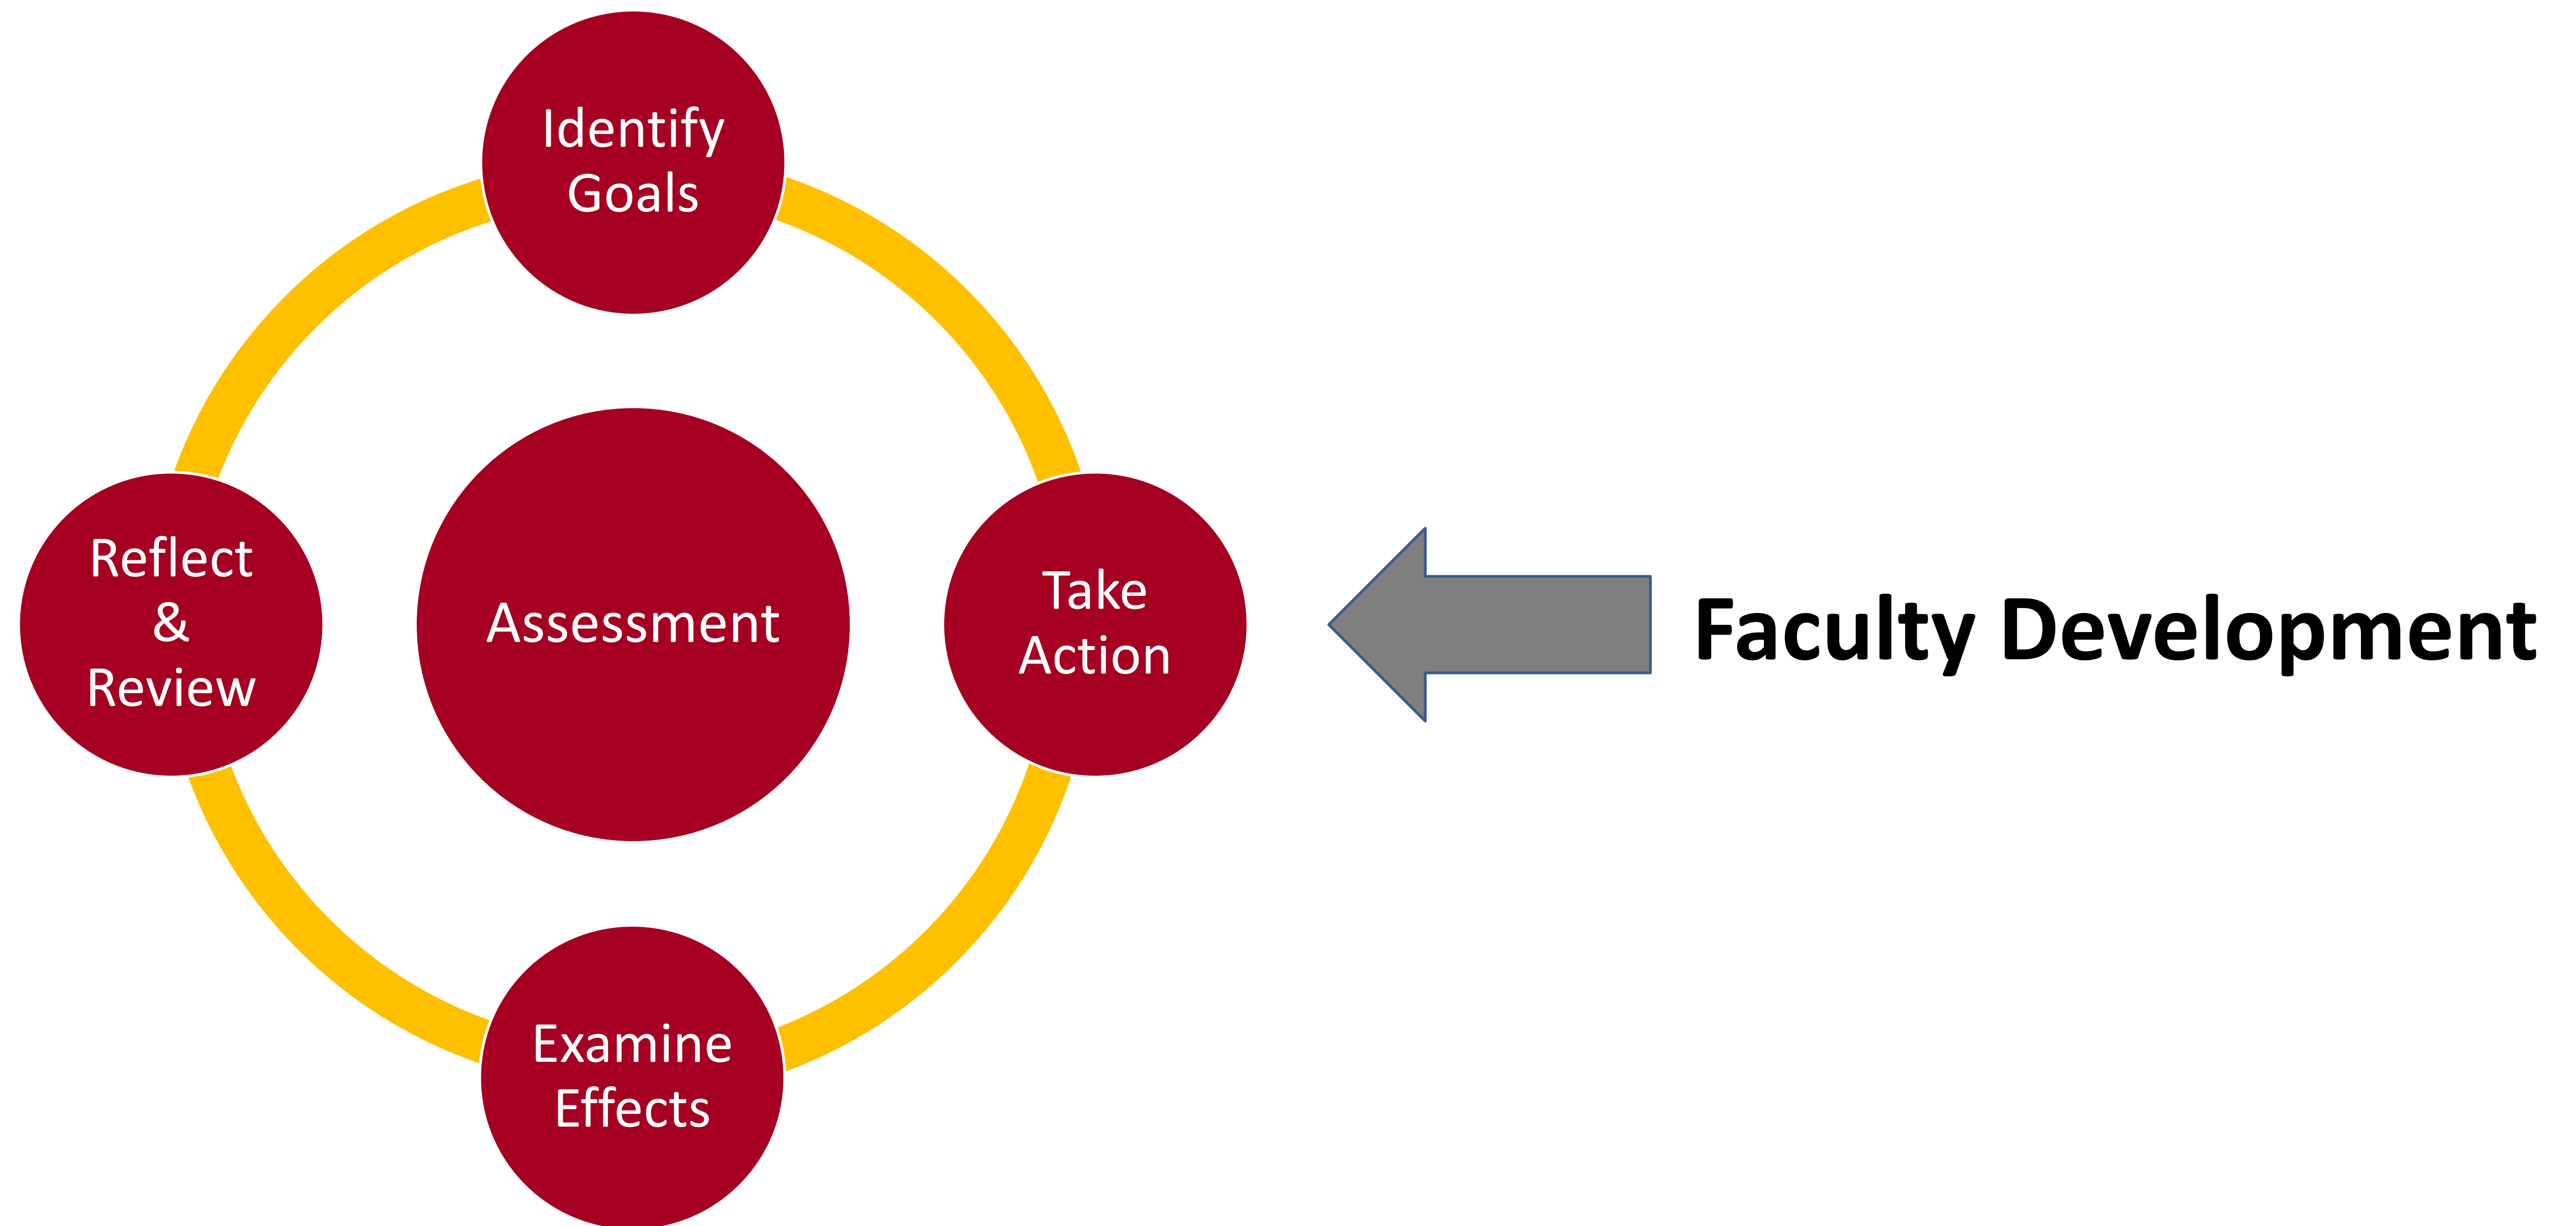 Identify
Goals
Reflect
&
Review
Assessment
Take
Action
Faculty Development
Examine
Effects